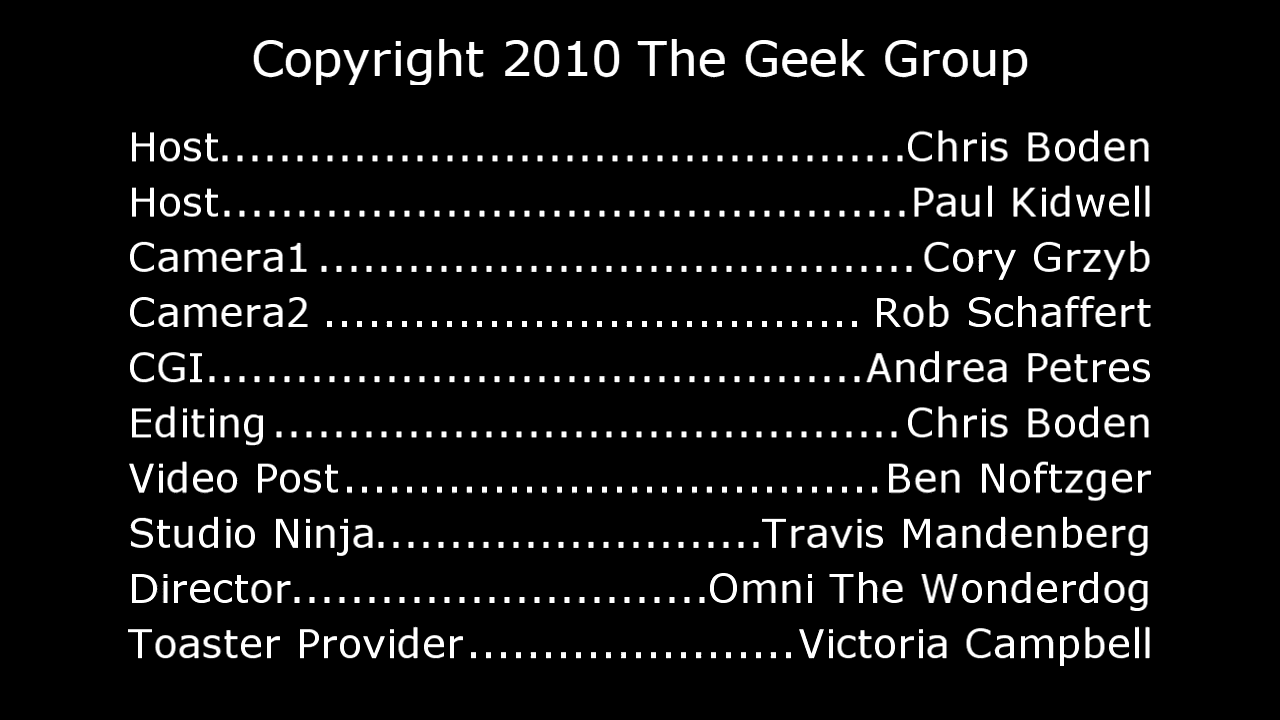 Copyright 2010 The Geek Group
Host..............................................Chris Boden
Host..............................................Paul Kidwell
Camera1 ........................................ Cory Grzyb
Camera2 .................................... Rob Schaffert
CGI............................................Andrea Petres
Editing..........................................Chris Boden
Video Post....................................Ben Noftzger
Studio Ninja..........................Travis Mandenberg
Director............................Omni The Wonderdog
Toaster Provider......................Victoria Campbell